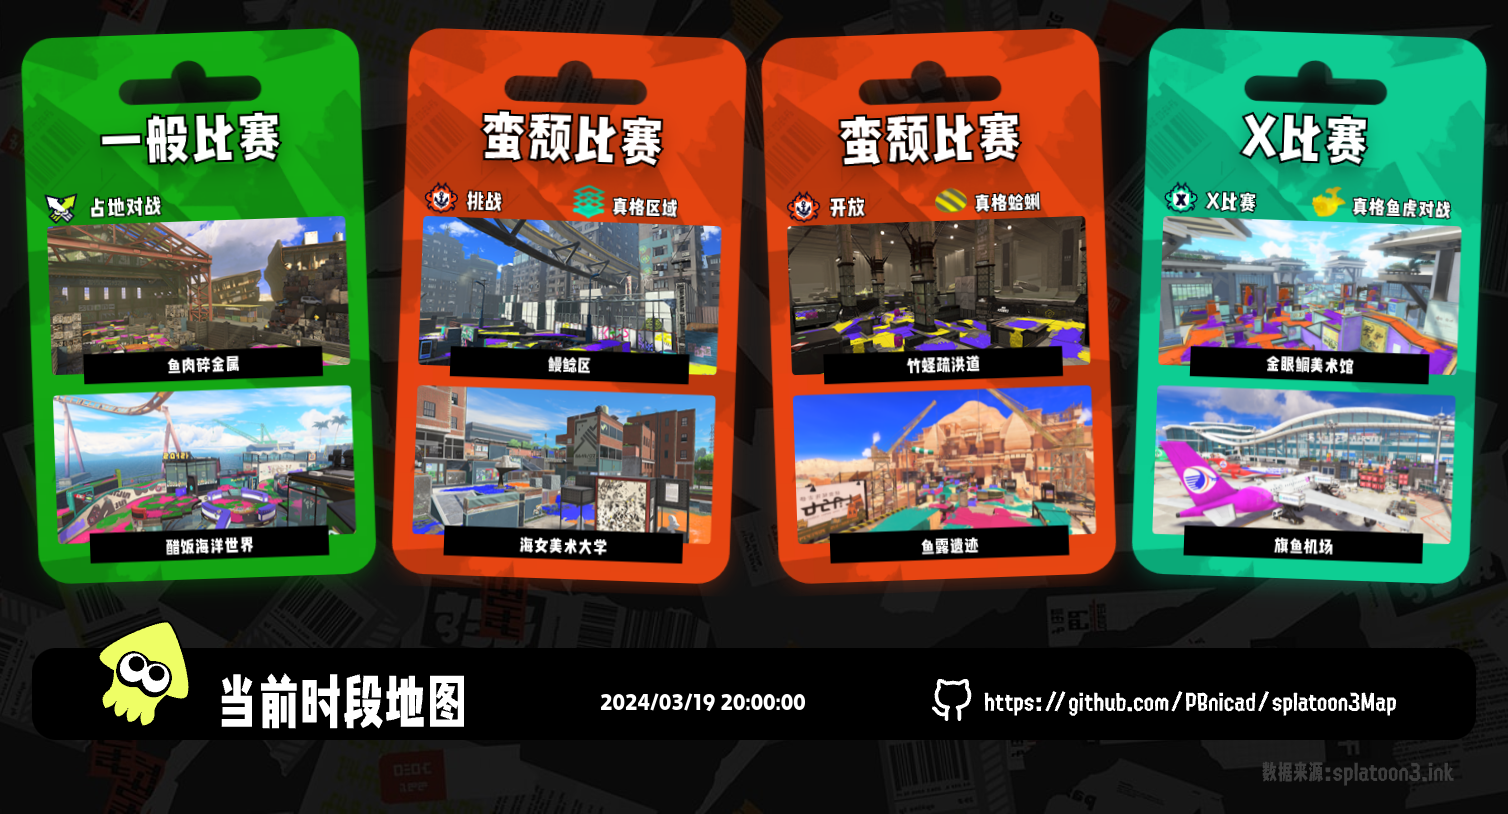 一般比赛
占地对战
鱼肉碎金属
醋饭海洋世界
蛮颓比赛
挑战
真格区域
鳗鲶区
海女美术大学
蛮颓比赛
开放
真格蛤蜊
竹蛏疏洪道
鱼露遗迹
X比赛
X比赛
真格鱼虎对战
金眼鲷美术馆
旗鱼机场
当前时段地图
2024/03/19 20:00:00
https://github.com/PBnicad/splatoon3Map
数据来源:splatoon3.ink